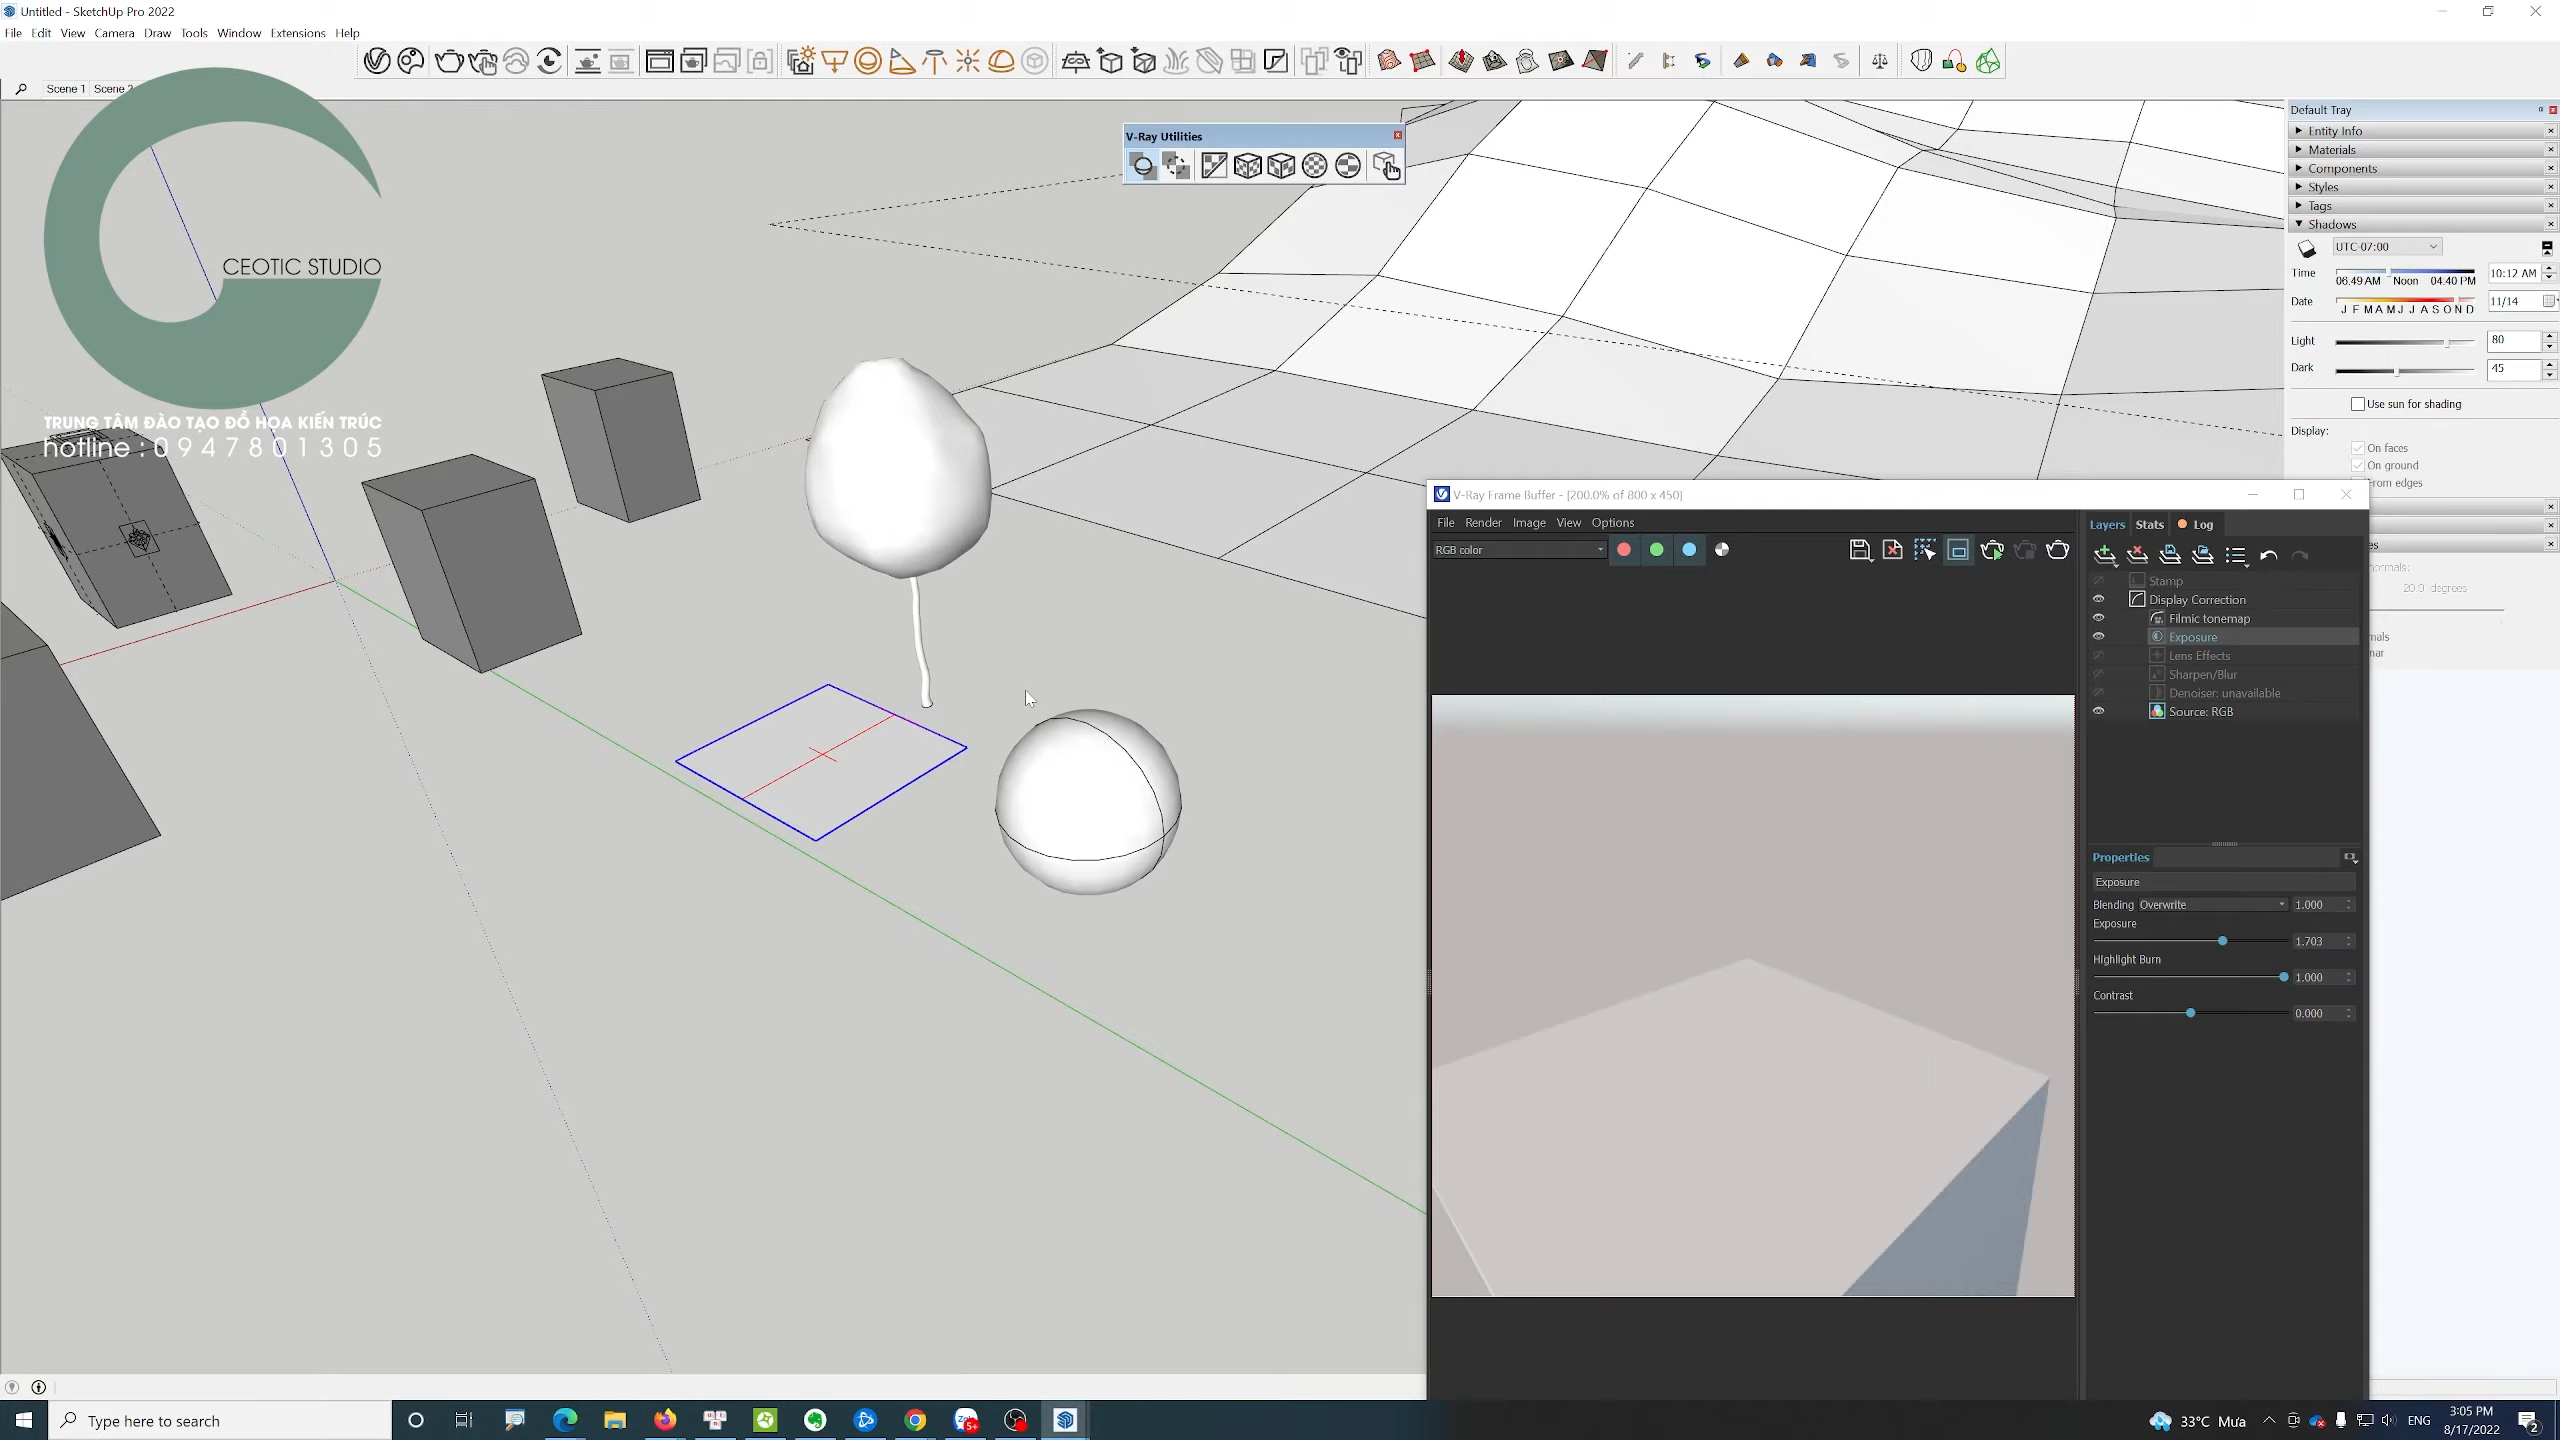 Untitled - SketchUp Pro 2022
File Edit View Camera Draw Tools Window Extensions Help
Scene 1 Scene 2
CEOTIC STUDIO
TRUNG TÂM ĐÀO TẠO ĐỒ HỌA KIẾN TRÚC
hotline : 0 9 4 7 8 0 1 3 0 5
V-Ray Utilities
Default Tray
Entity Info
Materials
Components
Styles
Tags
Shadows
UTC-07:00
Time 10:12 AM
06:49 AM Noon 04:40 PM
Date 11/14
J F M A M J J A S O N D
Light 80
Dark 45
Use sun for shading
Display:
On faces
On ground
From edges
20.0 degrees
V-Ray Frame Buffer - [200.0% of 800 x 450]
File Render Image View Options
RGB color
Layers Stats Log
Stamp
Display Correction
Filmic tonemap
Exposure
Lens Effects
Sharpen/Blur
Denoiser: unavailable
Source: RGB
Properties
Exposure
Blending Overwrite 1.000
Exposure
1.703
Highlight Burn
1.000
Contrast
0.000
Type here to search
5+
33°C Mưa
ENG
3:05 PM
8/17/2022
2